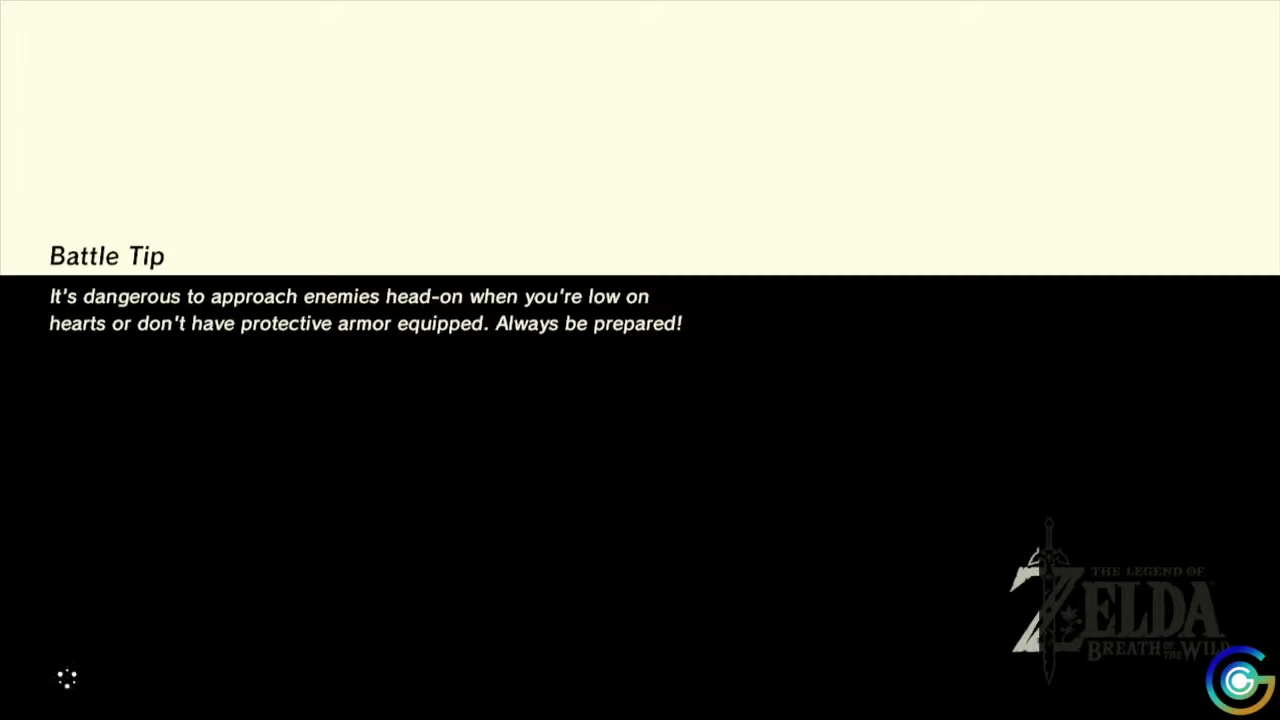 Battle Tip
It's dangerous to approach enemies head-on when you're low on
hearts or don't have protective armor equipped. Always be prepared!
THE LEGEND OF
ZELDA
BREATH OF THE WILD